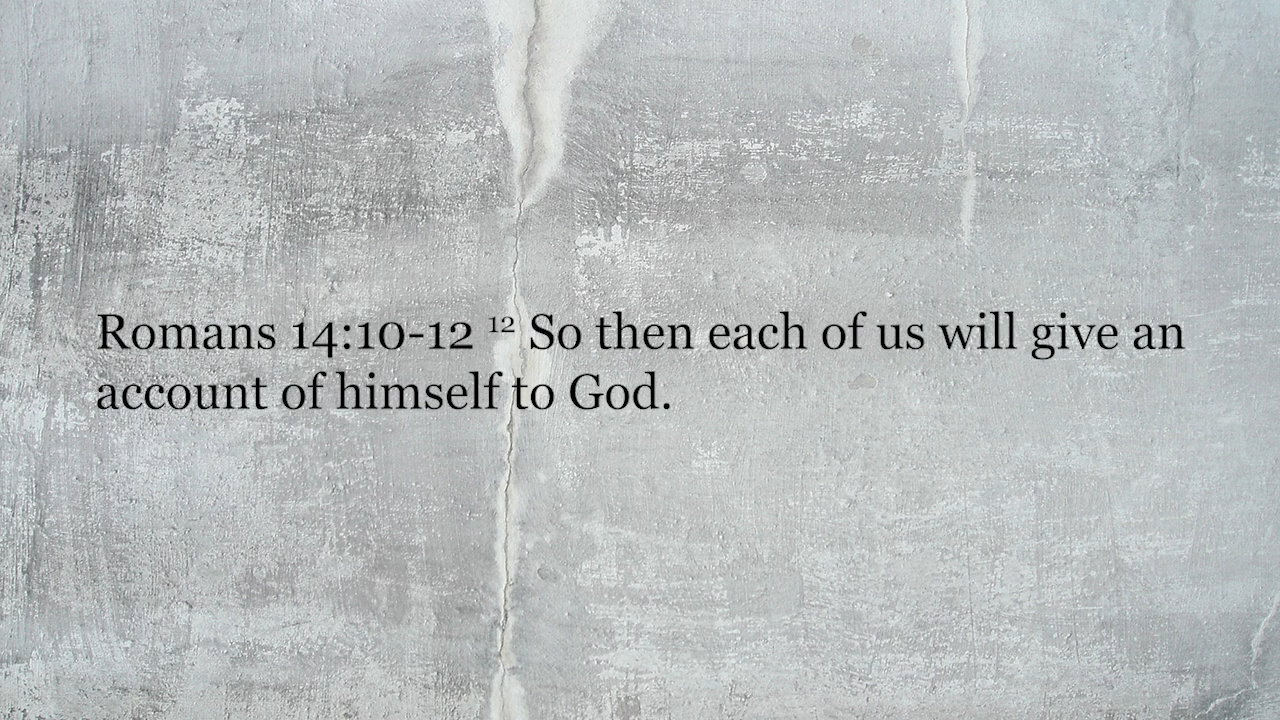 Romans 14:10-12 ¹² So then each of us will give an
account of himself to God.